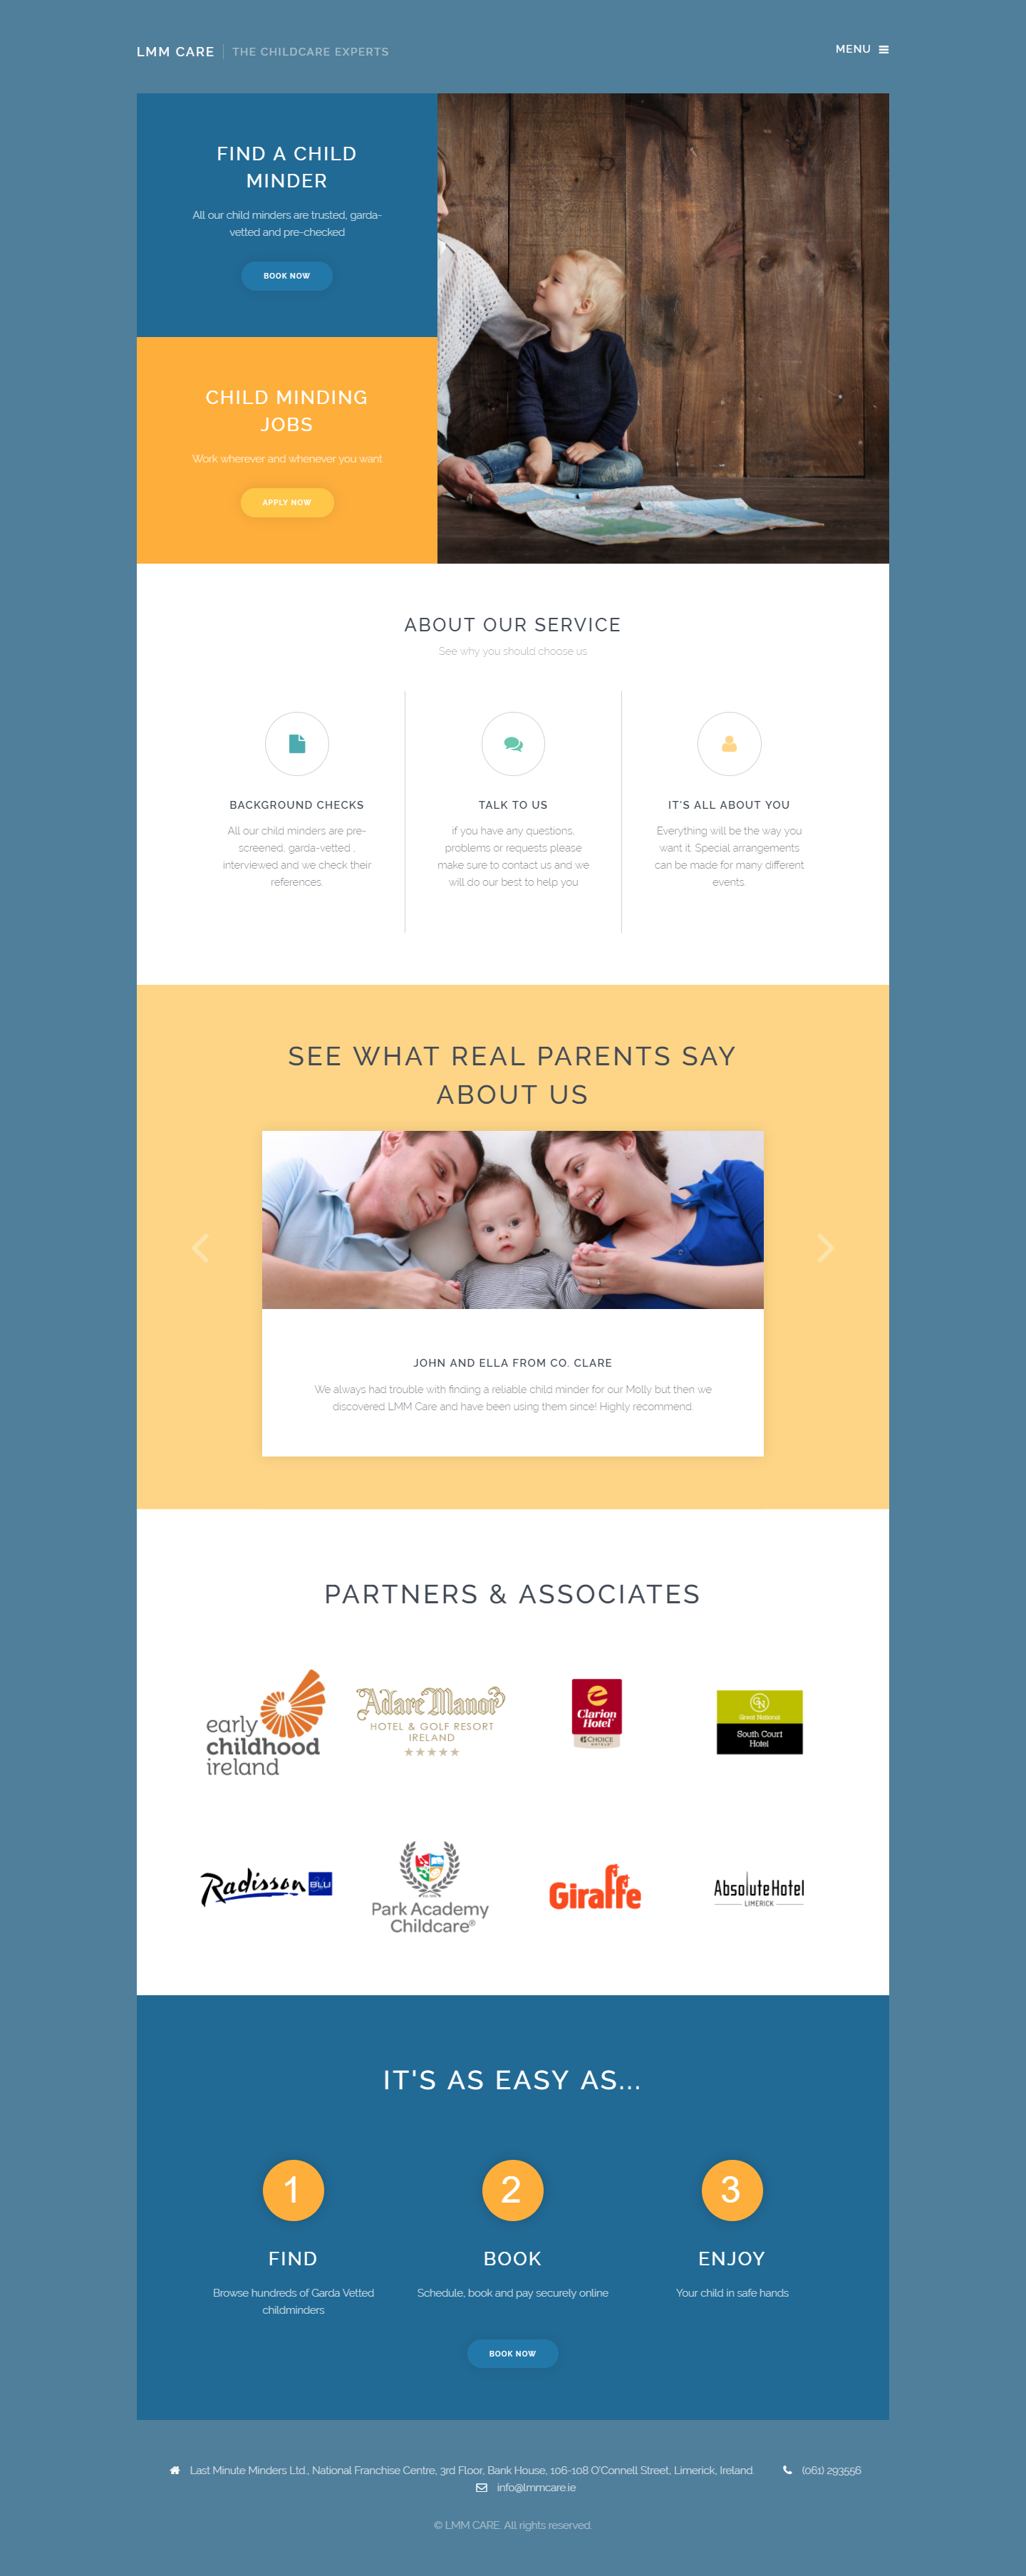 LMM CARE | THE CHILDCARE EXPERTS
MENU
FIND A CHILD
MINDER
All our child minders are trusted, garda-
vetted and pre-checked
BOOK NOW
CHILD MINDING
JOBS
Work wherever and whenever you want
APPLY NOW
ABOUT OUR SERVICE
See why you should choose us
BACKGROUND CHECKS
All our child minders are pre-
screened, garda-vetted ,
interviewed and we check their
references.
TALK TO US
if you have any questions,
problems or requests please
make sure to contact us and we
will do our best to help you
IT'S ALL ABOUT YOU
Everything will be the way you
want it. Special arrangements
can be made for many different
events.
SEE WHAT REAL PARENTS SAY
ABOUT US
JOHN AND ELLA FROM CO. CLARE
We always had trouble with finding a reliable child minder for our Molly but then we
discovered LMM Care and have been using them since! Highly recommend.
PARTNERS & ASSOCIATES
early
childhood
ireland
Adare Manor
HOTEL & GOLF RESORT
IRELAND
Clarion
Hotel
CHOICE
HOTELS
GN
Great National
South Court
Hotel
Radisson
BLU
Park Academy
Childcare®
Giraffe
AbsoluteHotel
LIMERICK
IT'S AS EASY AS...
1
FIND
Browse hundreds of Garda Vetted
childminders
2
BOOK
Schedule, book and pay securely online
3
ENJOY
Your child in safe hands
BOOK NOW
Last Minute Minders Ltd., National Franchise Centre, 3rd Floor, Bank House, 106-108 O'Connell Street, Limerick, Ireland.
(061) 293556
info@lmmcare.ie
© LMM CARE. All rights reserved.